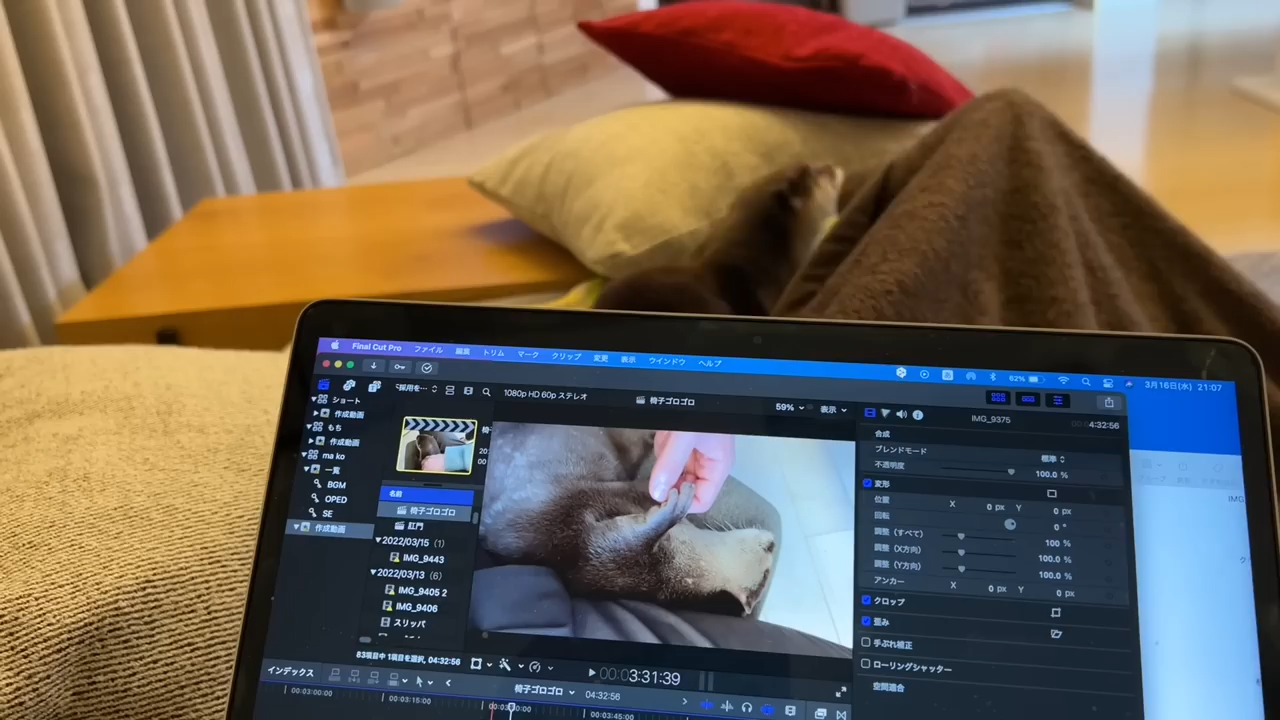 Final Cut Pro ファイル 編集 トリム マーク クリップ 変更 表示 ウインドウ ヘルプ
62% 3月16日(水) 21:07
ショート
作成動画
もち
作成動画
ma ko
一覧
BGM
OPED
SE
作成動画
採用を…
1080p HD 60p ステレオ
椅子ゴロゴロ
59% 表示
名前
椅子ゴロゴロ
肛門
2022/03/15 (1)
IMG_9443
2022/03/13 (6)
IMG_9405 2
IMG_9406
スリッパ
83項目中 1項目を選択, 04:32:56
00:03:31:39
IMG_9375
4:32:56
合成
ブレンドモード 標準
不透明度 100.0 %
変形
位置 X 0 px Y 0 px
回転 0 °
調整 (すべて) 100 %
調整 (X方向) 100.0 %
調整 (Y方向) 100.0 %
アンカー X 0 px Y 0 px
クロップ
歪み
手ぶれ補正
ローリングシャッター
空間適合
インデックス
椅子ゴロゴロ 04:32:56
00:03:00:00
00:03:15:00
00:03:30:00
00:03:45:00
IMG